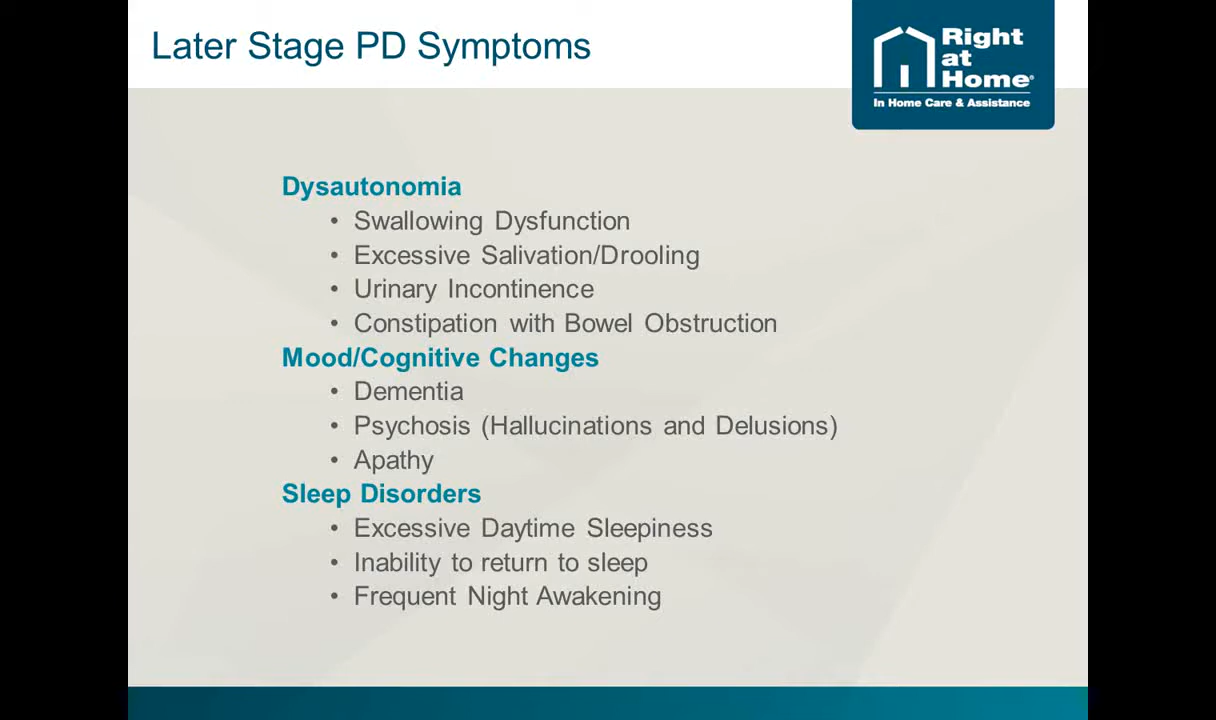 Later Stage PD Symptoms
Right
at
Home®
In Home Care & Assistance
Dysautonomia
• Swallowing Dysfunction
• Excessive Salivation/Drooling
• Urinary Incontinence
• Constipation with Bowel Obstruction
Mood/Cognitive Changes
• Dementia
• Psychosis (Hallucinations and Delusions)
• Apathy
Sleep Disorders
• Excessive Daytime Sleepiness
• Inability to return to sleep
• Frequent Night Awakening